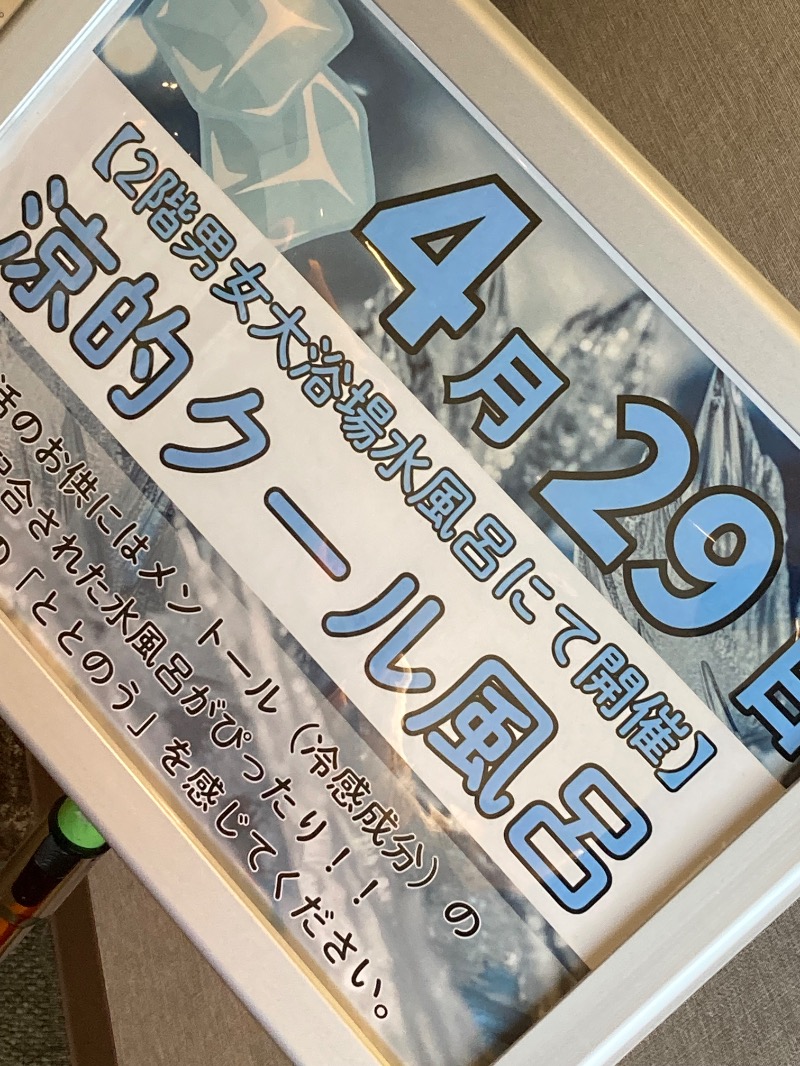 4月29日
【2階男女大浴場水風呂にて開催】
涼的クール風呂
活のお供にはメントール（冷感成分）の
配合された水風呂がぴったり！！
の「ととのう」を感じてください。